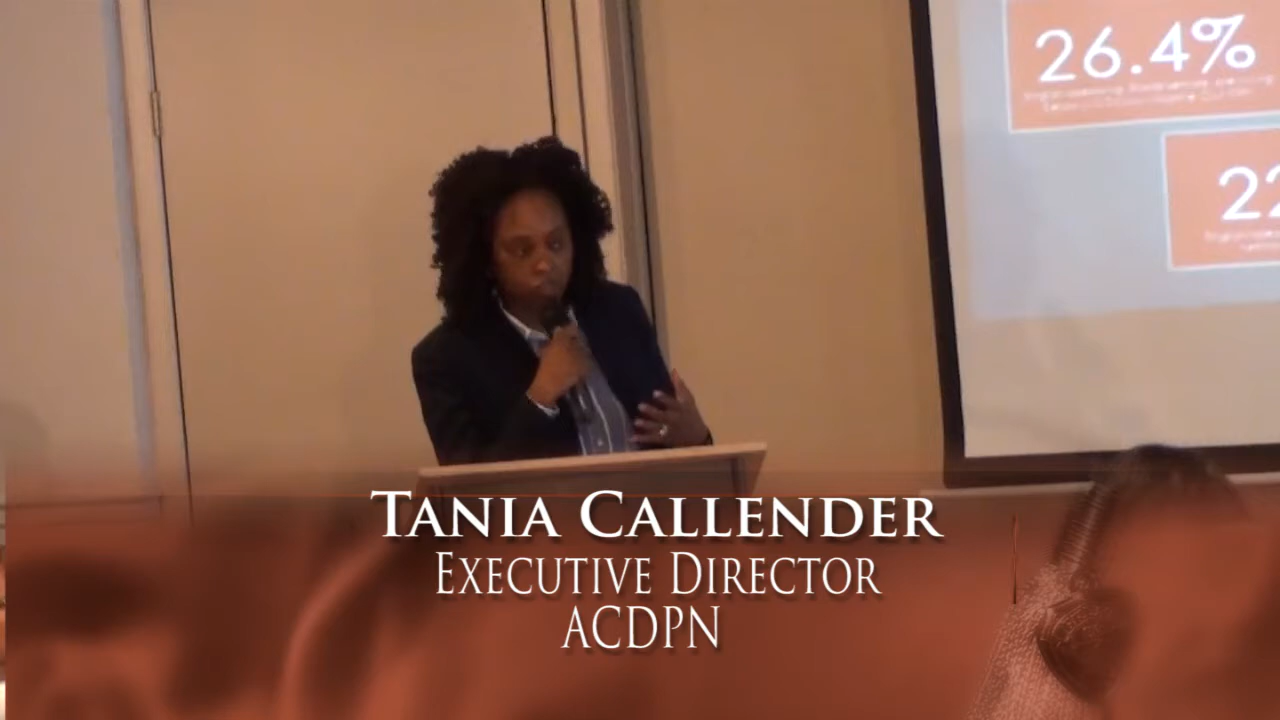 26.4%
22
TANIA CALLENDER
EXECUTIVE DIRECTOR
ACDPN